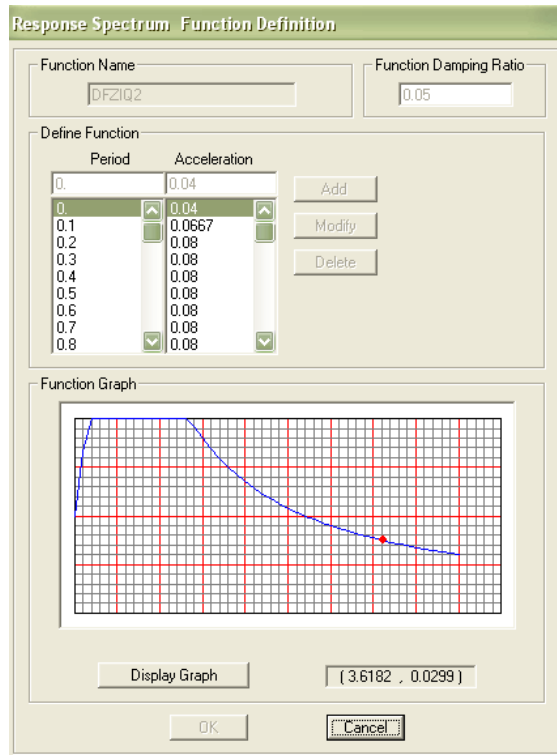 Response Spectrum Function Definition
Function Name
Function Damping Ratio
DFZIQ2
0.05
Define Function
Period Acceleration
0. 0.04
Add
0. 0.04
0.1 0.0667
Modify
0.2 0.08
0.3 0.08
Delete
0.4 0.08
0.5 0.08
0.6 0.08
0.7 0.08
0.8 0.08
Function Graph
Display Graph
( 3.6182 , 0.0299 )
OK
Cancel